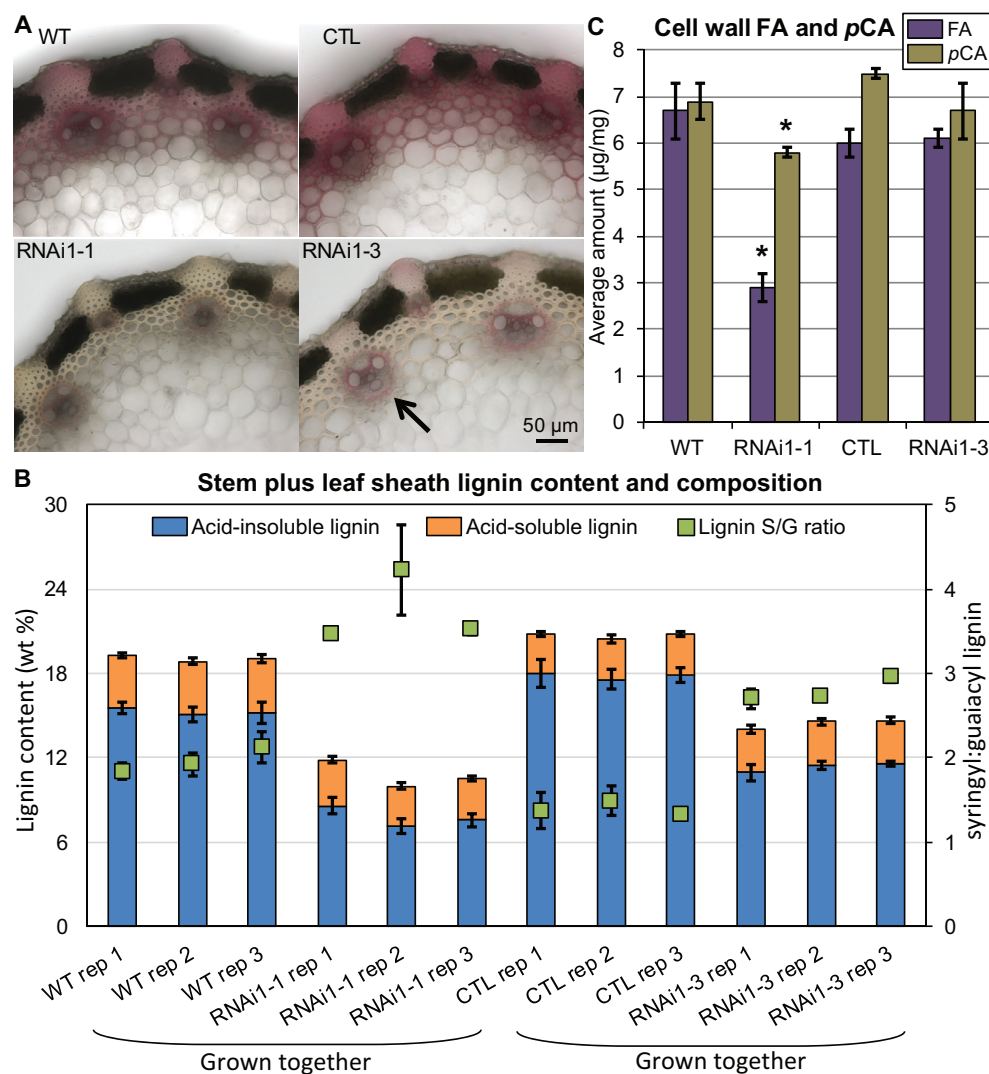 A
WT
CTL
RNAi1-1
RNAi1-3
50 µm
C
Cell wall FA and pCA
FA
pCA
Average amount (µg/mg)
8
7
6
5
4
3
2
1
0
*
*
WT
RNAi1-1
CTL
RNAi1-3
B
Stem plus leaf sheath lignin content and composition
Acid-insoluble lignin
Acid-soluble lignin
Lignin S/G ratio
Lignin content (wt %)
30
24
18
12
6
0
syringyl:guaiacyl lignin
5
4
3
2
1
0
WT rep 1
WT rep 2
WT rep 3
RNAi1-1 rep 1
RNAi1-1 rep 2
RNAi1-1 rep 3
CTL rep 1
CTL rep 2
CTL rep 3
RNAi1-3 rep 1
RNAi1-3 rep 2
RNAi1-3 rep 3
Grown together
Grown together